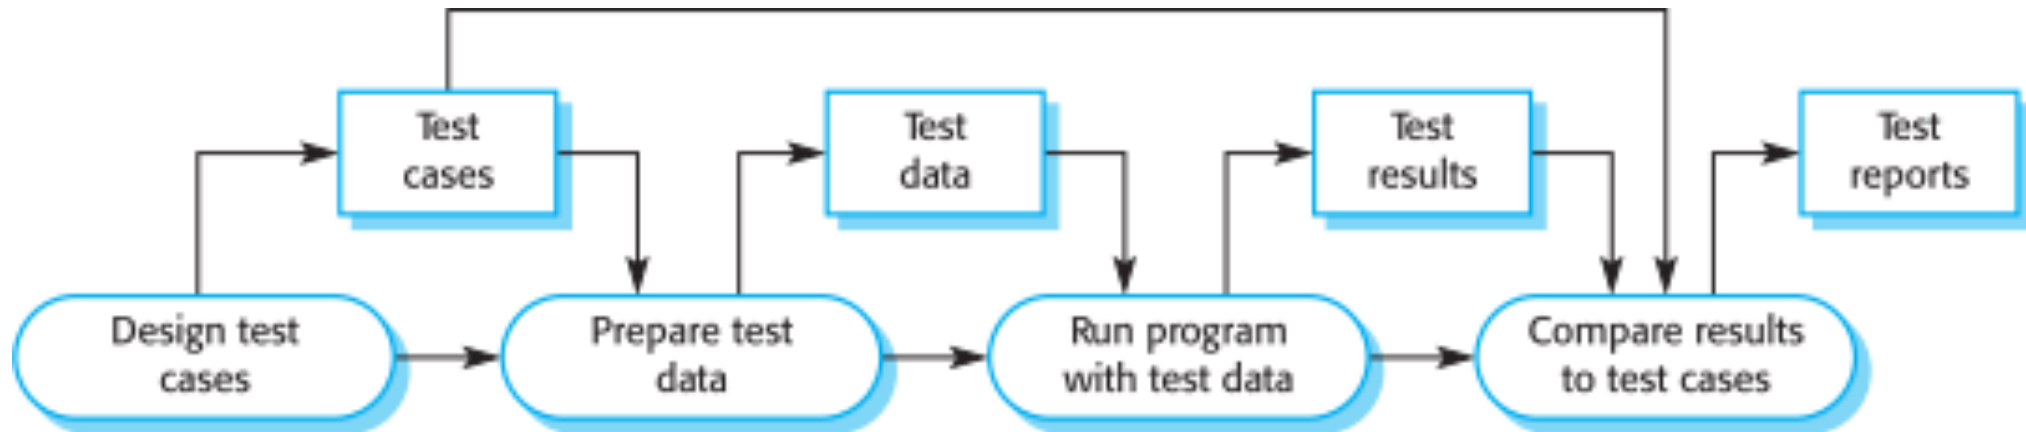 Test
cases
Test
data
Test
results
Test
reports
Design test
cases
Prepare test
data
Run program
with test data
Compare results
to test cases